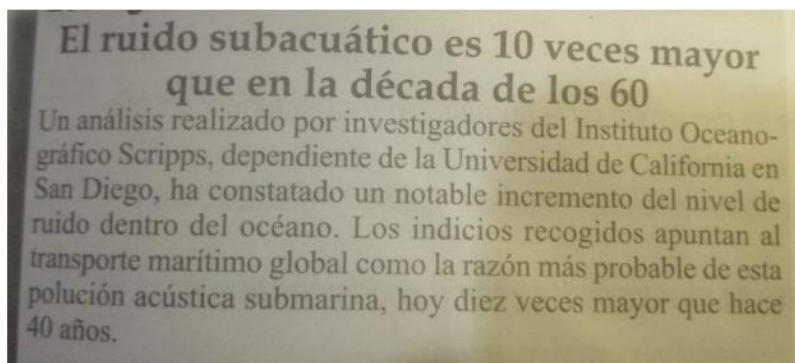 El ruido subacuático es 10 veces mayor
que en la década de los 60
Un análisis realizado por investigadores del Instituto Oceano-
gráfico Scripps, dependiente de la Universidad de California en
San Diego, ha constatado un notable incremento del nivel de
ruido dentro del océano. Los indicios recogidos apuntan al
transporte marítimo global como la razón más probable de esta
polución acústica submarina, hoy diez veces mayor que hace
40 años.